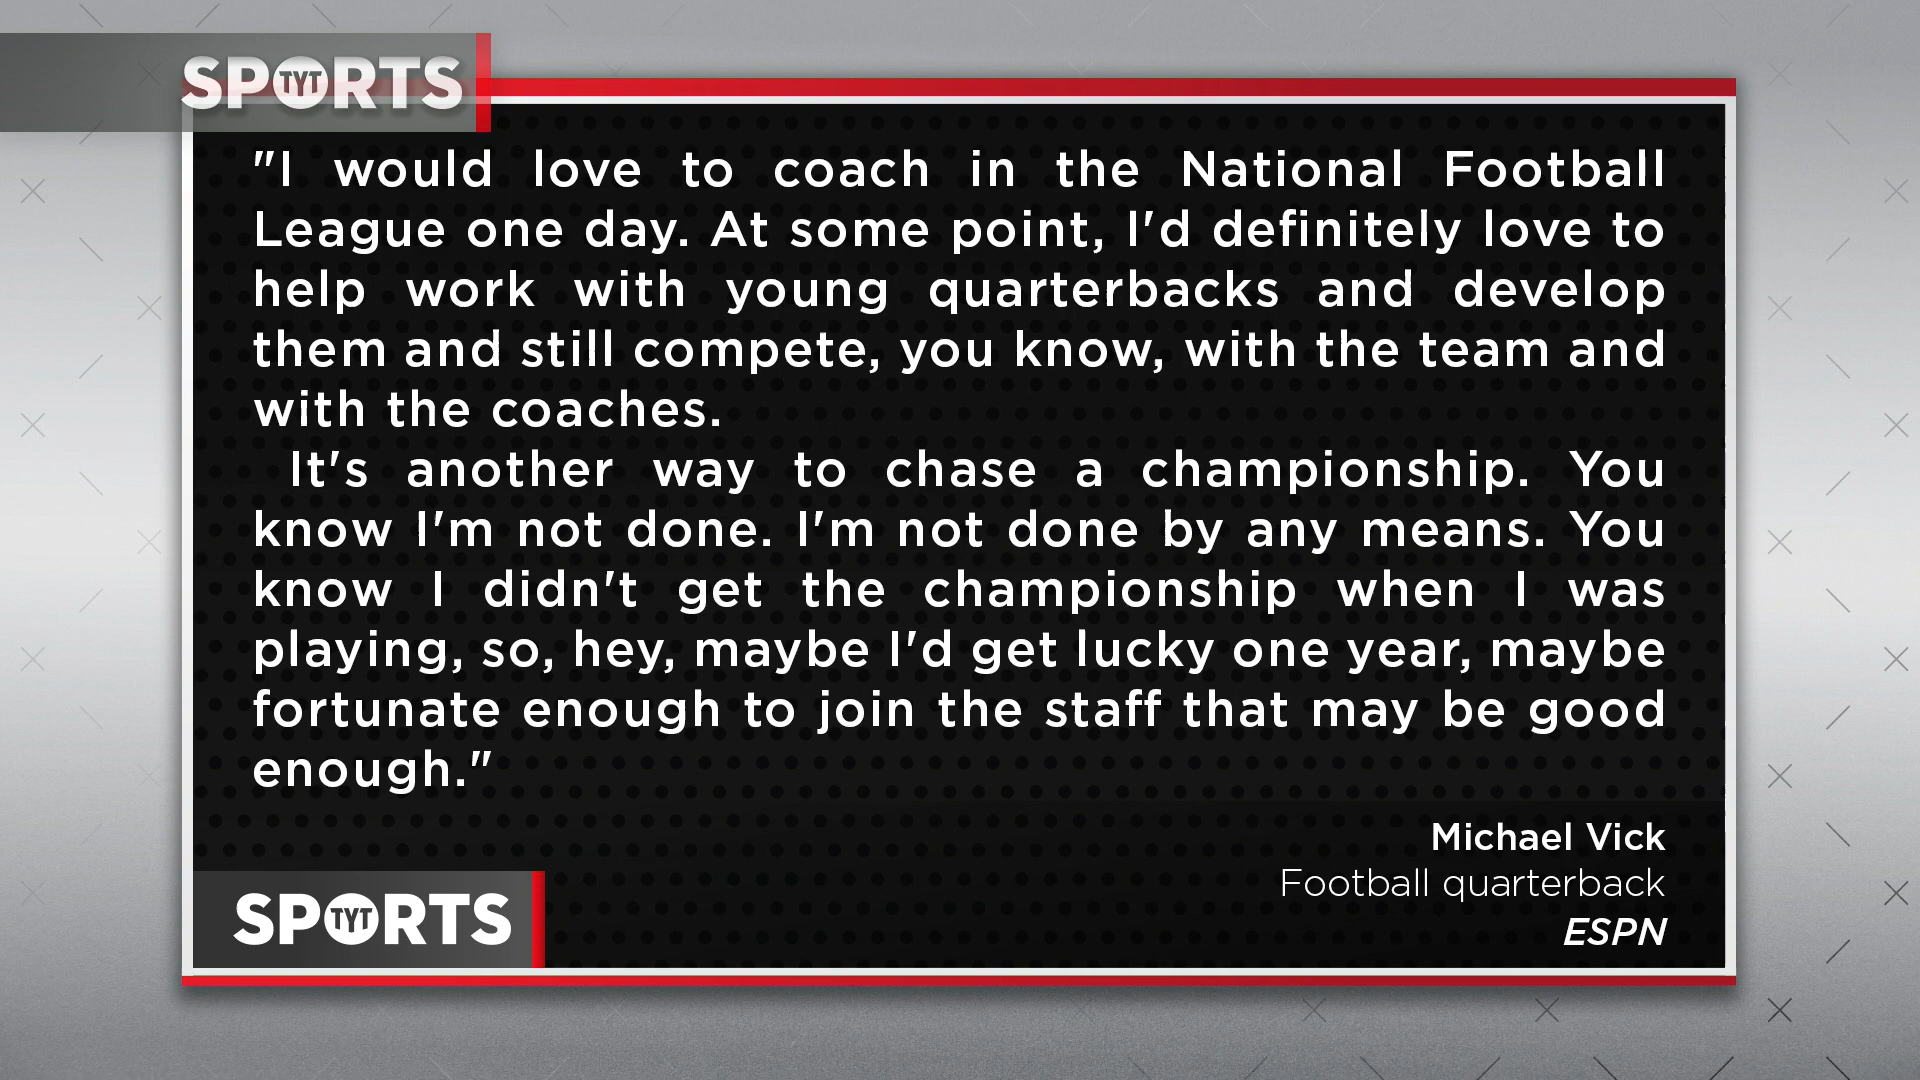 SPORTS
TYT
"I would love to coach in the National Football
League one day. At some point, I'd definitely love to
help work with young quarterbacks and develop
them and still compete, you know, with the team and
with the coaches.
It's another way to chase a championship. You
know I'm not done. I'm not done by any means. You
know I didn't get the championship when I was
playing, so, hey, maybe I'd get lucky one year, maybe
fortunate enough to join the staff that may be good
enough."
Michael Vick
Football quarterback
ESPN
SPORTS
TYT